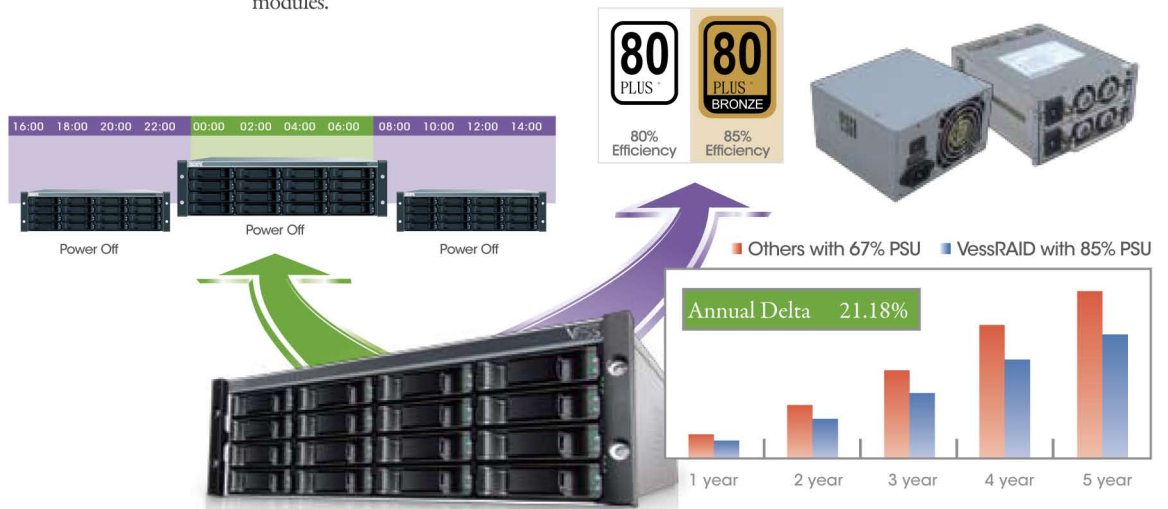 modules.
80
PLUS
80
PLUS
BRONZE
80%
Efficiency
85%
Efficiency
16:00 18:00 20:00 22:00 00:00 02:00 04:00 06:00 08:00 10:00 12:00 14:00
Power Off
Power Off
Power Off
Others with 67% PSU VessRAID with 85% PSU
Annual Delta 21.18%
1 year 2 year 3 year 4 year 5 year